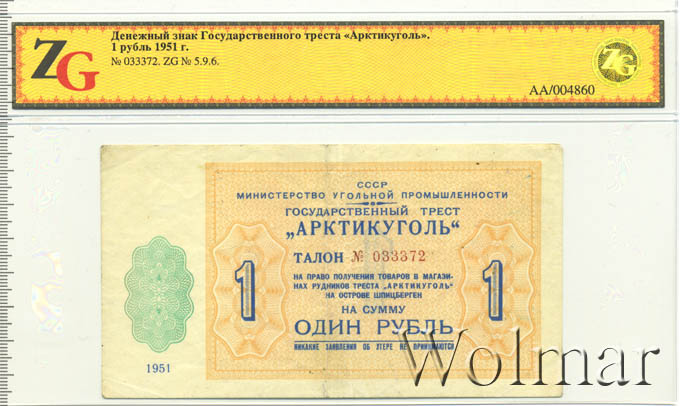 ZG
Денежный знак Государственного треста «Арктикуголь».
1 рубль 1951 г.
№ 033372. ZG № 5.9.6.
ZG
AA/004860
СССР
МИНИСТЕРСТВО УГОЛЬНОЙ ПРОМЫШЛЕННОСТИ
ГОСУДАРСТВЕННЫЙ ТРЕСТ
„АРКТИКУГОЛЬ“
ТАЛОН № 033372
НА ПРАВО ПОЛУЧЕНИЯ ТОВАРОВ В МАГАЗИ-
НАХ РУДНИКОВ ТРЕСТА „АРКТИКУГОЛЬ“
НА ОСТРОВЕ ШПИЦБЕРГЕН
1
1
НА СУММУ
ОДИН РУБЛЬ
НИКАКИЕ ЗАЯВЛЕНИЯ ОБ УТЕРЕ НЕ ПРИНИМАЮТСЯ
1951
Wolmar